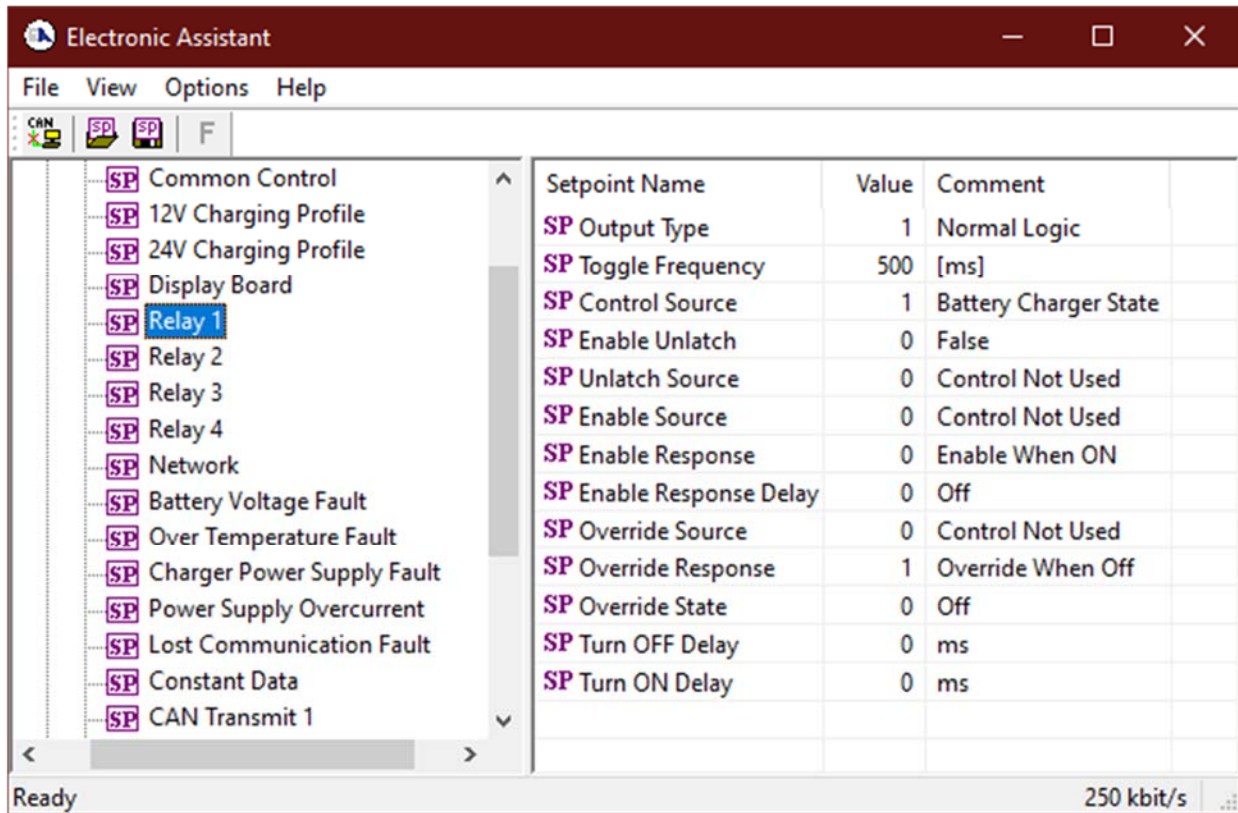 Electronic Assistant
File View Options Help
CAN SP SP F
SP Common Control
SP 12V Charging Profile
SP 24V Charging Profile
SP Display Board
SP Relay 1
SP Relay 2
SP Relay 3
SP Relay 4
SP Network
SP Battery Voltage Fault
SP Over Temperature Fault
SP Charger Power Supply Fault
SP Power Supply Overcurrent
SP Lost Communication Fault
SP Constant Data
SP CAN Transmit 1
Setpoint Name Value Comment
SP Output Type 1 Normal Logic
SP Toggle Frequency 500 [ms]
SP Control Source 1 Battery Charger State
SP Enable Unlatch 0 False
SP Unlatch Source 0 Control Not Used
SP Enable Source 0 Control Not Used
SP Enable Response 0 Enable When ON
SP Enable Response Delay 0 Off
SP Override Source 0 Control Not Used
SP Override Response 1 Override When Off
SP Override State 0 Off
SP Turn OFF Delay 0 ms
SP Turn ON Delay 0 ms
Ready 250 kbit/s